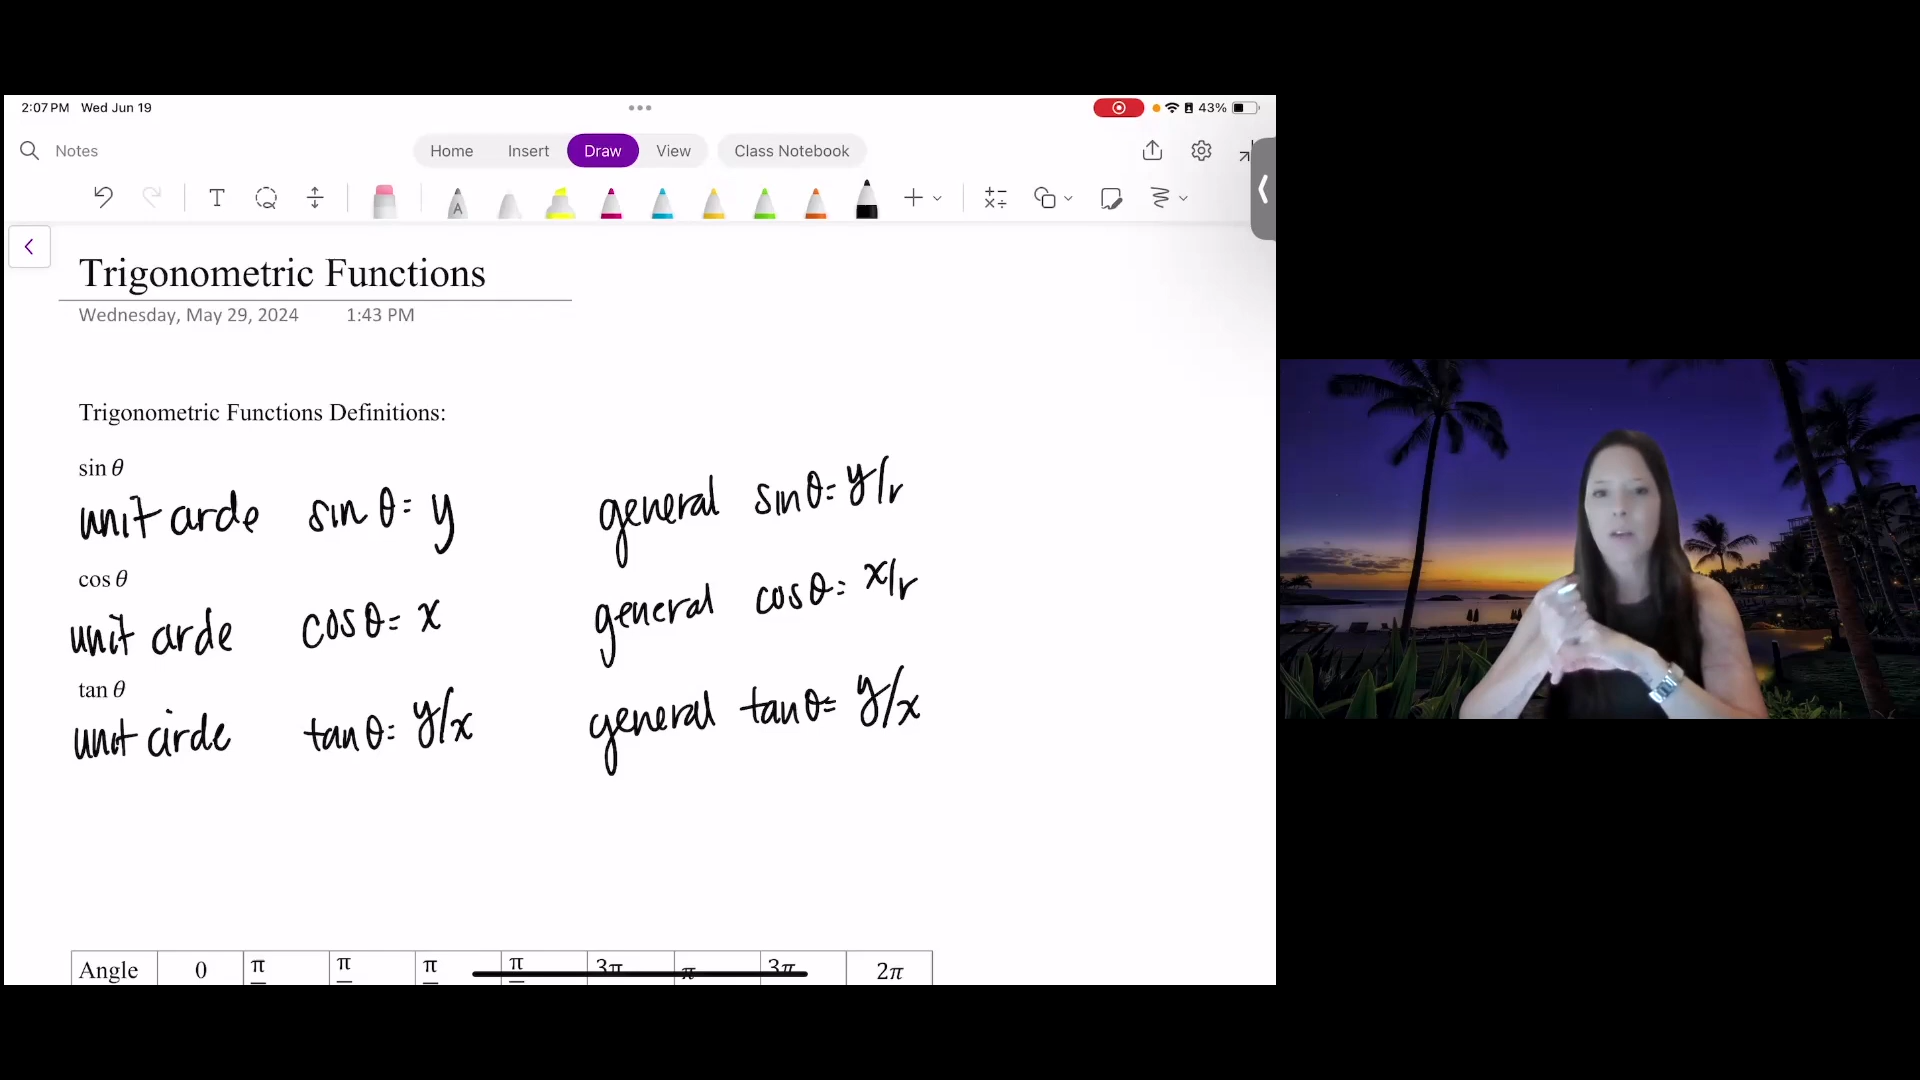 2:07 PM Wed Jun 19 43%
Notes Home Insert Draw View Class Notebook
T A
Trigonometric Functions
Wednesday, May 29, 2024 1:43 PM
Trigonometric Functions Definitions:
sin θ
unit circle sin θ = y general sin θ = y/r
cos θ
unit circle cos θ = x general cos θ = x/r
tan θ
unit circle tan θ = y/x general tan θ = y/x
Angle 0 π π π π 3π π 3π 2π